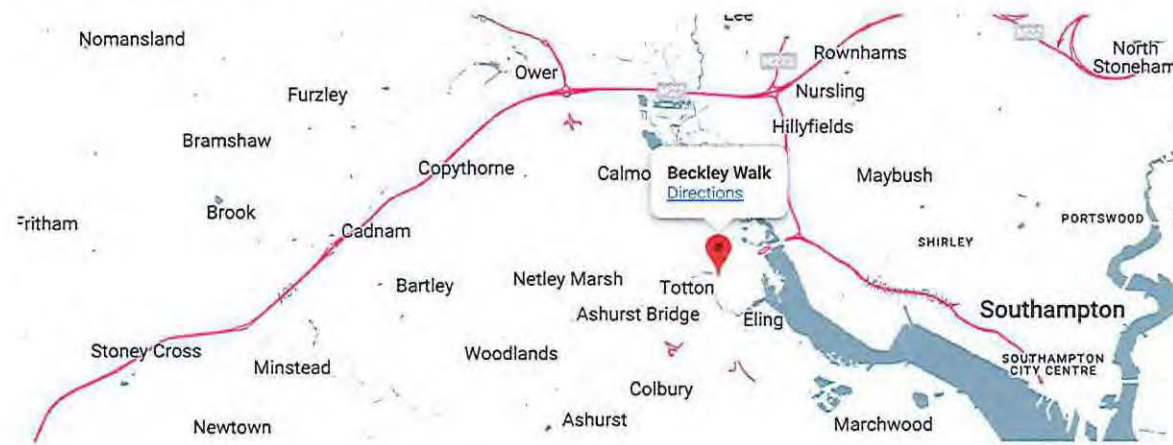 Lee
Nomansland
Rownhams
North
Stoneham
Ower
Furzley
Nursling
Hillyfields
Bramshaw
Copythorne
Calmo
Beckley Walk
Directions
Maybush
Brook
Fritham
Cadnam
PORTSWOOD
SHIRLEY
Netley Marsh
Bartley
Totton
Ashurst Bridge
Eling
Southampton
Stoney Cross
Woodlands
Minstead
SOUTHAMPTON
CITY CENTRE
Colbury
Newtown
Ashurst
Marchwood